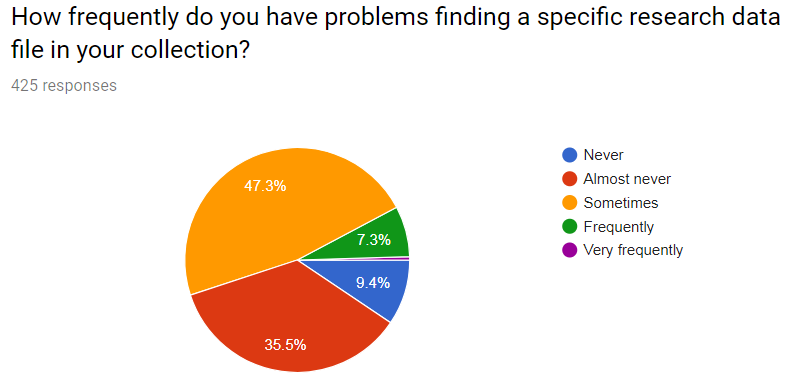 How frequently do you have problems finding a specific research data
file in your collection?
425 responses
47.3%
7.3%
9.4%
35.5%
Never
Almost never
Sometimes
Frequently
Very frequently